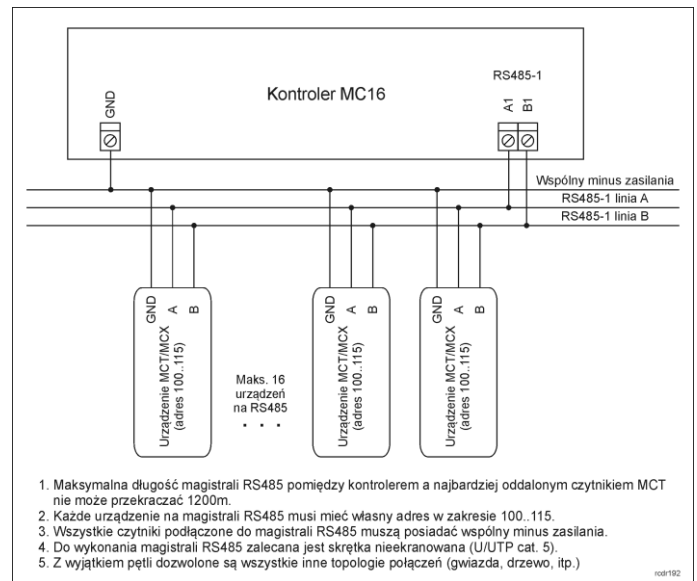 Kontroler MC16
RS485-1
GND
A1
B1
Wspólny minus zasilania
RS485-1 linia A
RS485-1 linia B
GND
A
B
Urządzenie MCT/MCX
(adres 100..115)
Maks. 16
urządzeń
na RS485
. . .
GND
A
B
Urządzenie MCT/MCX
(adres 100..115)
GND
A
B
Urządzenie MCT/MCX
(adres 100..115)
1. Maksymalna długość magistrali RS485 pomiędzy kontrolerem a najbardziej oddalonym czytnikiem MCT
nie może przekraczać 1200m.
2. Każde urządzenie na magistrali RS485 musi mieć własny adres w zakresie 100..115.
3. Wszystkie czytniki podłączone do magistrali RS485 muszą posiadać wspólny minus zasilania.
4. Do wykonania magistrali RS485 zalecana jest skrętka nieekranowana (U/UTP cat. 5).
5. Z wyjątkiem pętli dozwolone są wszystkie inne topologie połączeń (gwiazda, drzewo, itp.)
rcdr192